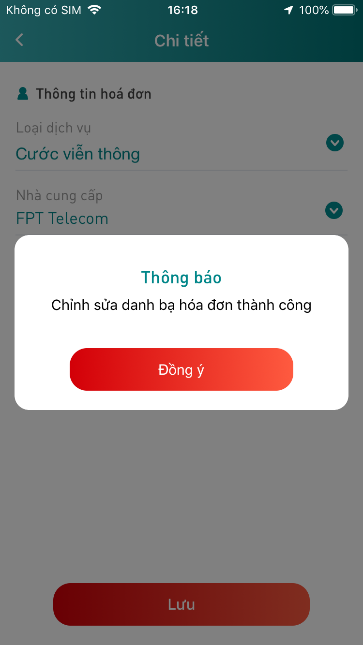 Không có SIM 16:18 100%
Chi tiết
Thông tin hoá đơn
Loại dịch vụ
Cước viễn thông
Nhà cung cấp
FPT Telecom
Thông báo
Chỉnh sửa danh bạ hóa đơn thành công
Đồng ý
Lưu